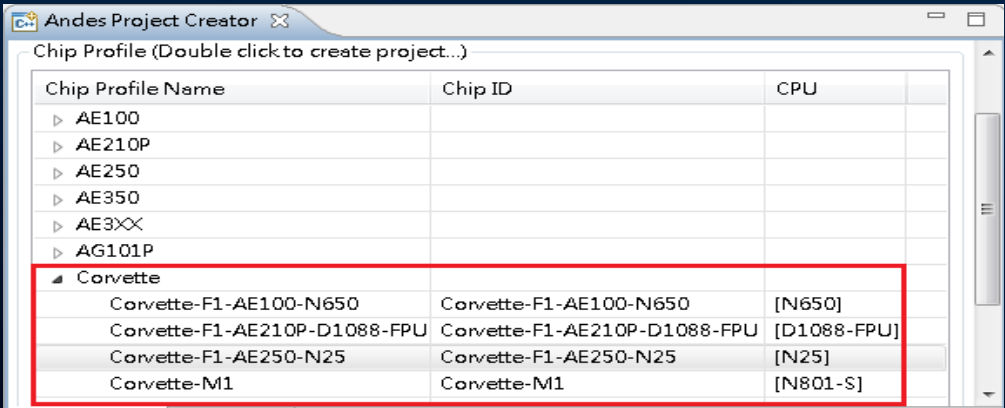 Andes Project Creator
Chip Profile (Double click to create project...)
Chip Profile Name Chip ID CPU
AE100
AE210P
AE250
AE350
AE3XX
AG101P
Corvette
Corvette-F1-AE100-N650 Corvette-F1-AE100-N650 [N650]
Corvette-F1-AE210P-D1088-FPU Corvette-F1-AE210P-D1088-FPU [D1088-FPU]
Corvette-F1-AE250-N25 Corvette-F1-AE250-N25 [N25]
Corvette-M1 Corvette-M1 [N801-S]